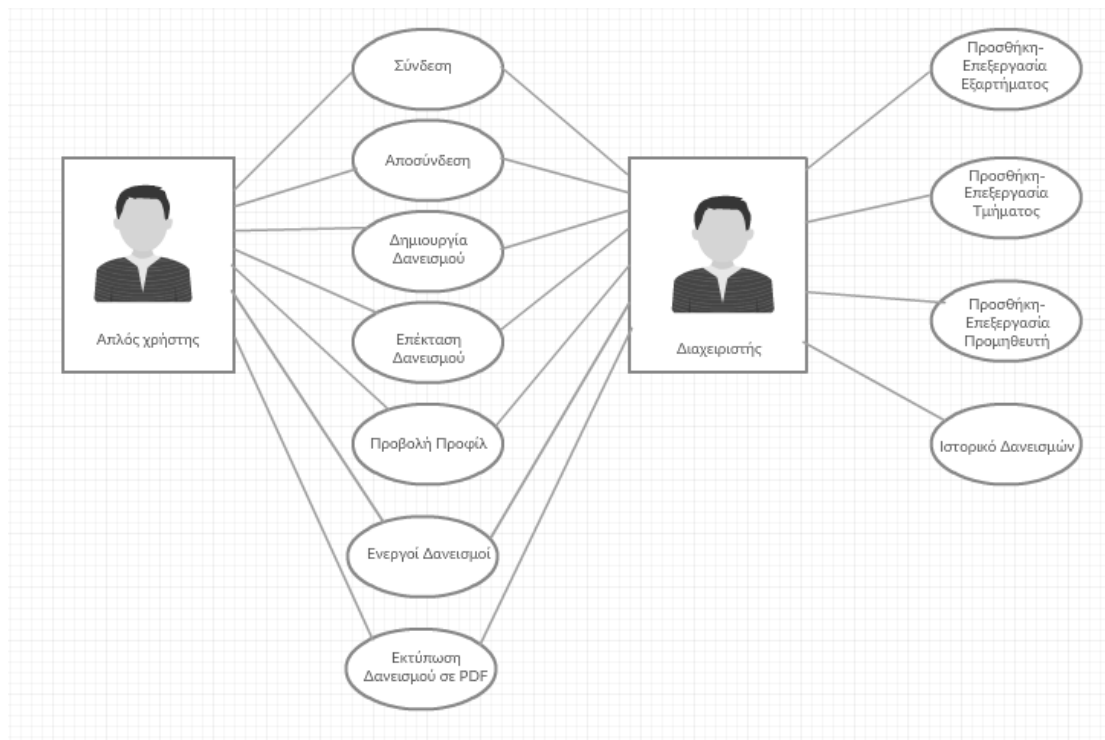 Σύνδεση
Αποσύνδεση
Δημιουργία
Δανεισμού
Επέκταση
Δανεισμού
Προβολή Προφίλ
Ενεργοί Δανεισμοί
Εκτύπωση
Δανεισμού σε PDF
Απλός χρήστης
Διαχειριστής
Προσθήκη-
Επεξεργασία
Εξαρτήματος
Προσθήκη-
Επεξεργασία
Τμήματος
Προσθήκη-
Επεξεργασία
Προμηθευτή
Ιστορικό Δανεισμών